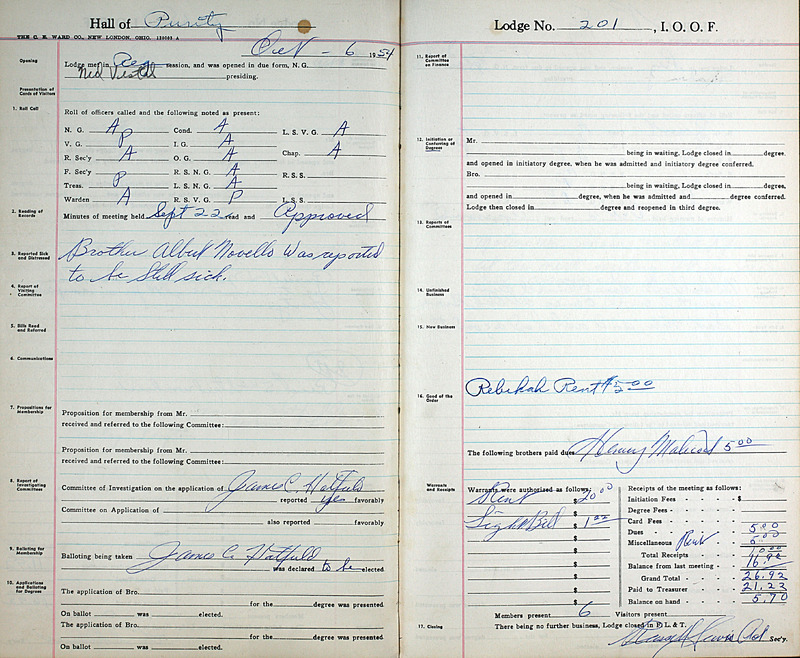 Hall of Purity
THE C. E. WARD CO., NEW LONDON, OHIO.
Oct - 6 1954
Opening
Lodge met in Reg session, and was opened in due form, N. G.
Ned Vestal presiding.
Presentation of
Cards of Visitors
1. Roll Call
Roll of officers called and the following noted as present:
N. G. A Cond. A L. S. V. G. A
V. G. P I. G. A Chap. A
R. Sec'y A O. G. A
F. Sec'y R. S. N. G. A R. S. S.
Treas. P L. S. N. G. A
Warden A R. S. V. G. P L. S. S.
2. Reading of
Records
Minutes of meeting held Sept 22 read and Approved
3. Reported Sick
and Distressed
Brother Albert Novello was reported
to be still sick.
4. Report of
Visiting
Committee
5. Bills Read
and Referred
6. Communications
7. Propositions for
Membership
Proposition for membership from Mr.
received and referred to the following Committee:
Proposition for membership from Mr.
received and referred to the following Committee:
8. Report of
Investigating
Committees
Committee of Investigation on the application of James C. Hatfield
reported yes favorably
Committee on Application of
also reported favorably
9. Balloting for
Membership
Balloting being taken James C. Hatfield
was declared to be elected
10. Applications
and Balloting
for Degrees
The application of Bro.
for the degree was presented
On ballot was elected.
The application of Bro.
for the degree was presented
On ballot was elected.
Lodge No. 201, I. O. O. F.
11. Report of
Committee
on Finance
12. Initiation or
Conferring of
Degrees
Mr.
being in waiting, Lodge closed in degree
and opened in initiatory degree, when he was admitted and initiatory degree conferred.
Bro.
being in waiting, Lodge closed in degree,
and opened in degree, when he was admitted and degree conferred.
Lodge then closed in degree and reopened in third degree.
13. Reports of
Committees
14. Unfinished
Business
15. New Business
Rebekah Rent $5.00
16. Good of the
Order
The following brothers paid dues Henry 5 00
Warrants
and Receipts
Warrants were authorized as follows:
Rent $20 00
Light Bill $1 22
$
$
$
$
$
$
$
$
Receipts of the meeting as follows:
Initiation Fees $
Degree Fees
Card Fees
Dues 5.00
Miscellaneous Rent 5.00
Total Receipts 10.00
Balance from last meeting 16.92
Grand Total 26.92
Paid to Treasurer 21.22
Balance on hand 5.70
Members present 6 Visitors present
17. Closing
There being no further business, Lodge closed in F. L. & T.
Lewis Sec'y.